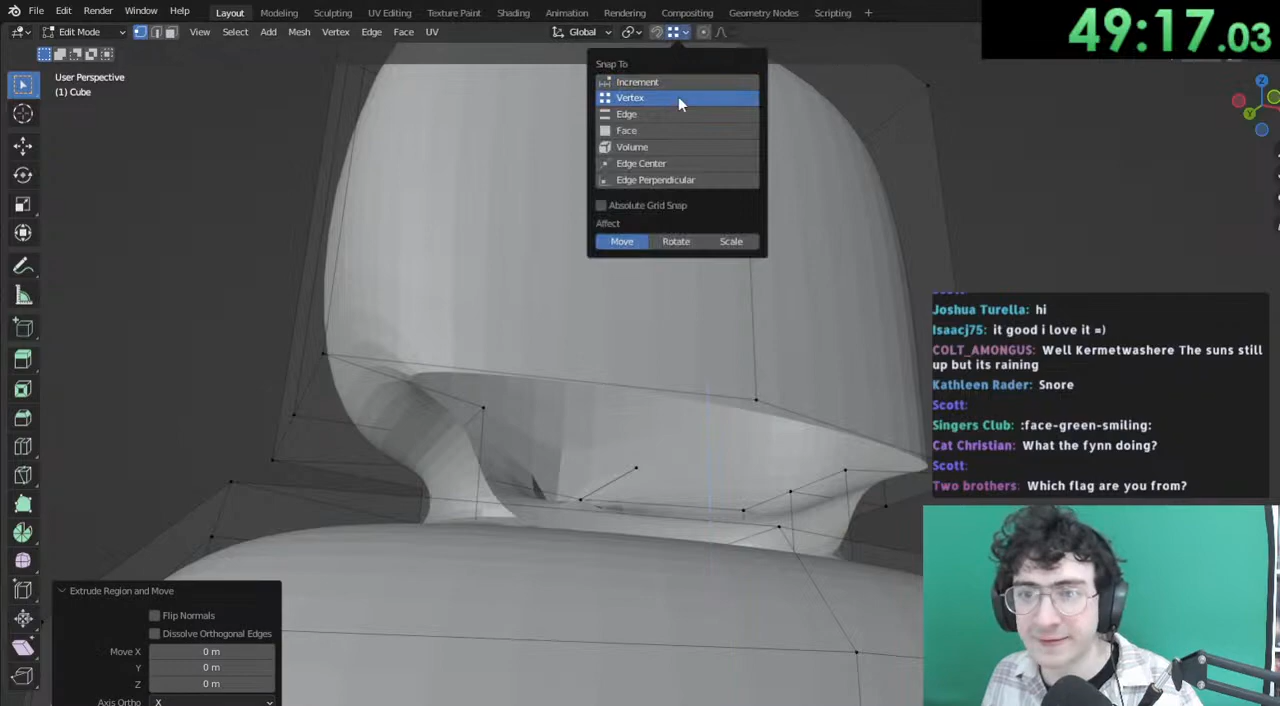 File Edit Render Window Help Layout Modeling Sculpting UV Editing Texture Paint Shading Animation Rendering Compositing Geometry Nodes Scripting +
49:17.03
Edit Mode View Select Add Mesh Vertex Edge Face UV Global
User Perspective
(1) Cube
Snap To
Increment
Vertex
Edge
Face
Volume
Edge Center
Edge Perpendicular
Absolute Grid Snap
Affect
Move Rotate Scale
Z
Y
Joshua Turella: hi
Isaacj75: it good i love it =)
COLT_AMONGUS: Well Kermetwashere The suns still
up but its raining
Kathleen Rader: Snore
Scott:
Singers Club: :face-green-smiling:
Cat Christian: What the fynn doing?
Scott:
Two brothers: Which flag are you from?
Extrude Region and Move
Flip Normals
Dissolve Orthogonal Edges
Move X 0 m
Y 0 m
Z 0 m
Axis Ortho X